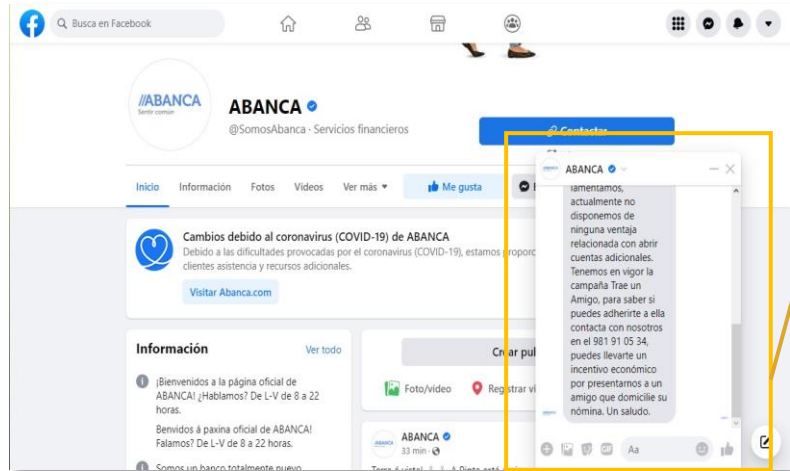 Busca en Facebook
//ABANCA
Sentir común
ABANCA
@SomosAbanca · Servicios financieros
Contactar
Inicio Información Fotos Vídeos Ver más Me gusta
Cambios debido al coronavirus (COVID-19) de ABANCA
Debido a las dificultades provocadas por el coronavirus (COVID-19), estamos
clientes asistencia y recursos adicionales.
Visitar Abanca.com
Información Ver todo
¡Bienvenidos a la página oficial de
ABANCA! ¿Hablamos? De L-V de 8 a 22
horas.
Benvidos á paxina oficial de ABANCA!
Falamos? De L-V de 8 a 22 horas.
Somos un banco totalmente nuevo
Crear
Foto/vídeo Registrar
ABANCA
33 min
ABANCA
lamentamos,
actualmente no
disponemos de
ninguna ventaja
relacionada con abrir
cuentas adicionales.
Tenemos en vigor la
campaña Trae un
Amigo, para saber si
puedes adherirte a ella
contacta con nosotros
en el 981 91 05 34,
puedes llevarte un
incentivo económico
por presentarnos a un
amigo que domicilie su
nómina. Un saludo.
GIF Aa